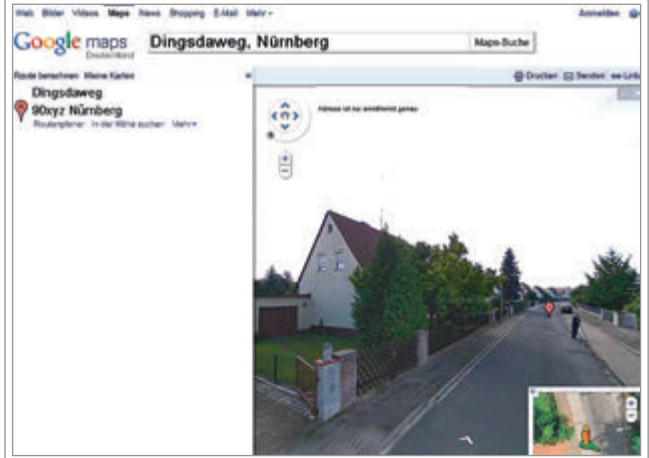 Web Bilder Videos Maps News Shopping E-Mail Mehr ▾
Anmelden
Google maps
Deutschland
Dingsdaweg, Nürnberg
Maps-Suche
Route berechnen Meine Karten
Drucken Senden Link
Dingsdaweg
90xyz Nürnberg
Routenplaner In der Nähe suchen Mehr ▾
Adresse ist nur annähernd genau